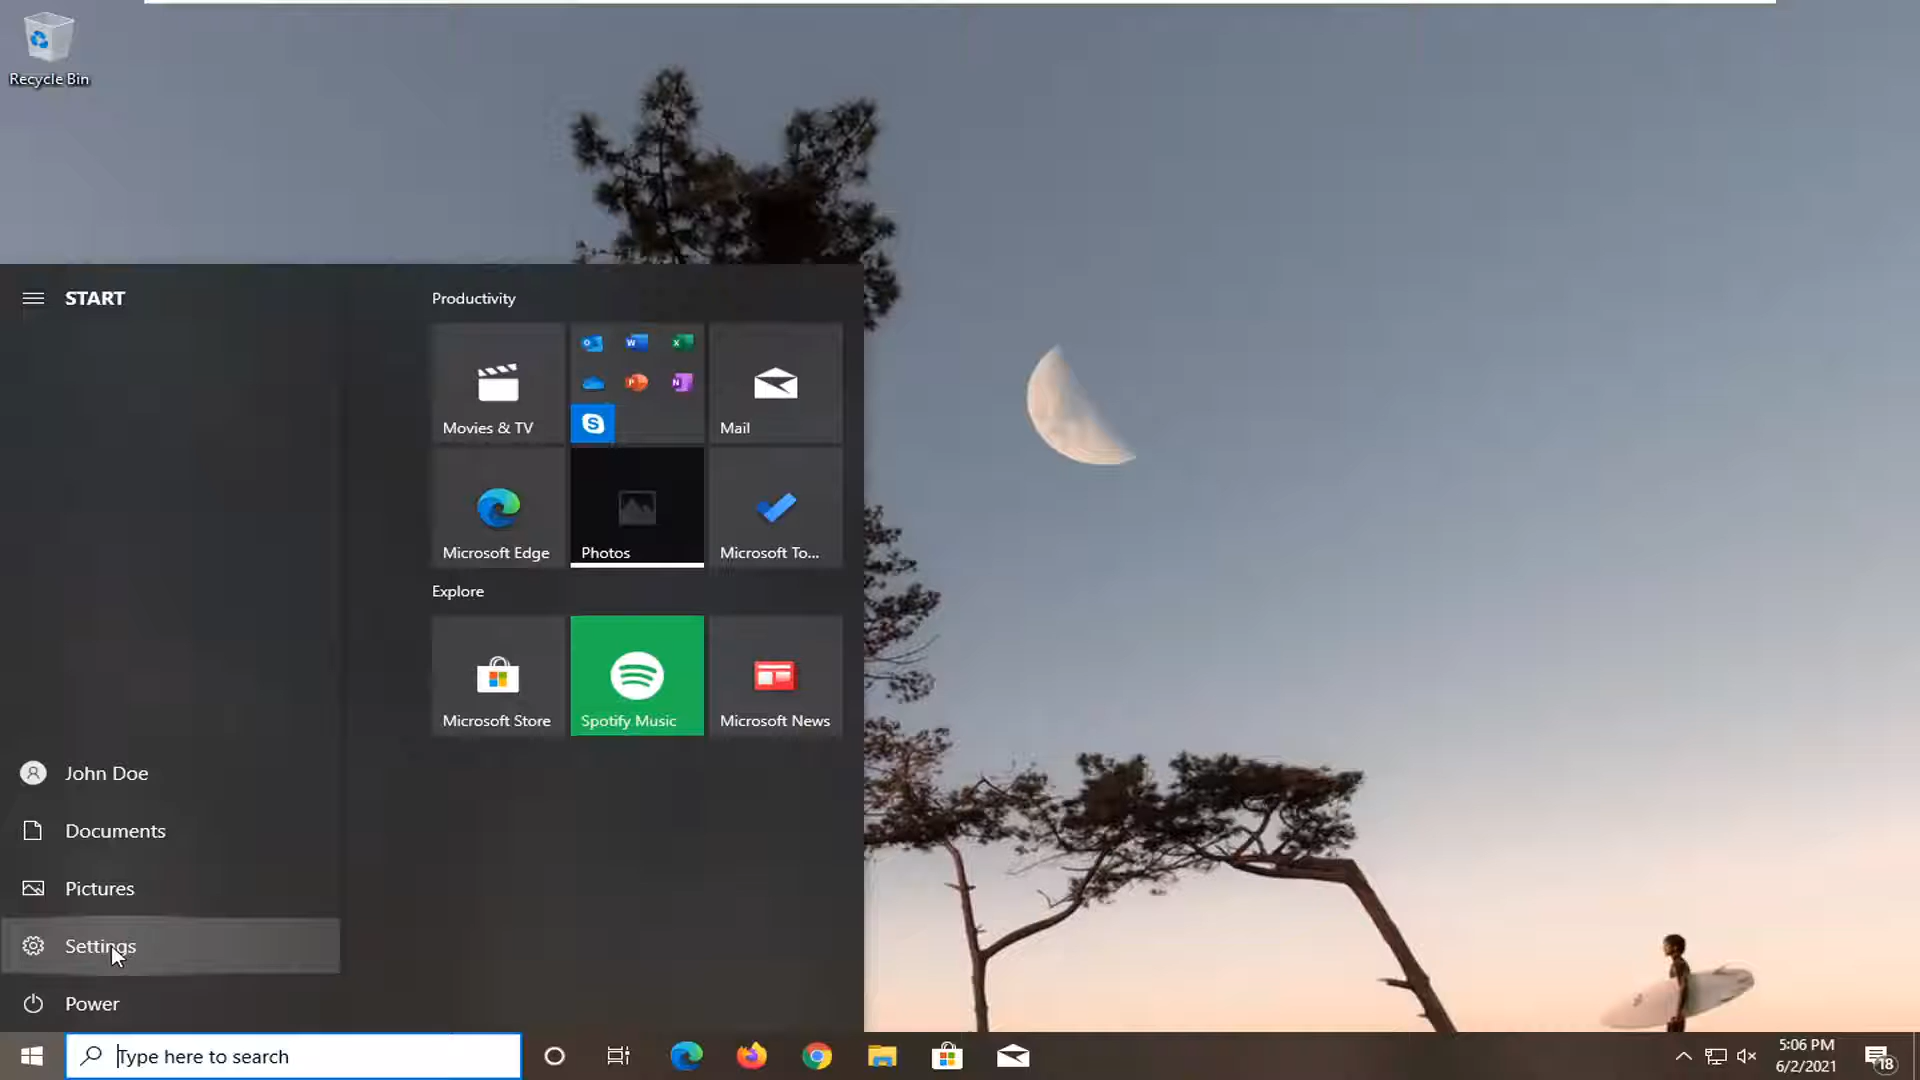 Recycle Bin
START
John Doe
Documents
Pictures
Settings
Power
Productivity
Movies & TV
Mail
Microsoft Edge
Photos
Microsoft To...
Explore
Microsoft Store
Spotify Music
Microsoft News
Type here to search
5:06 PM
6/2/2021
18